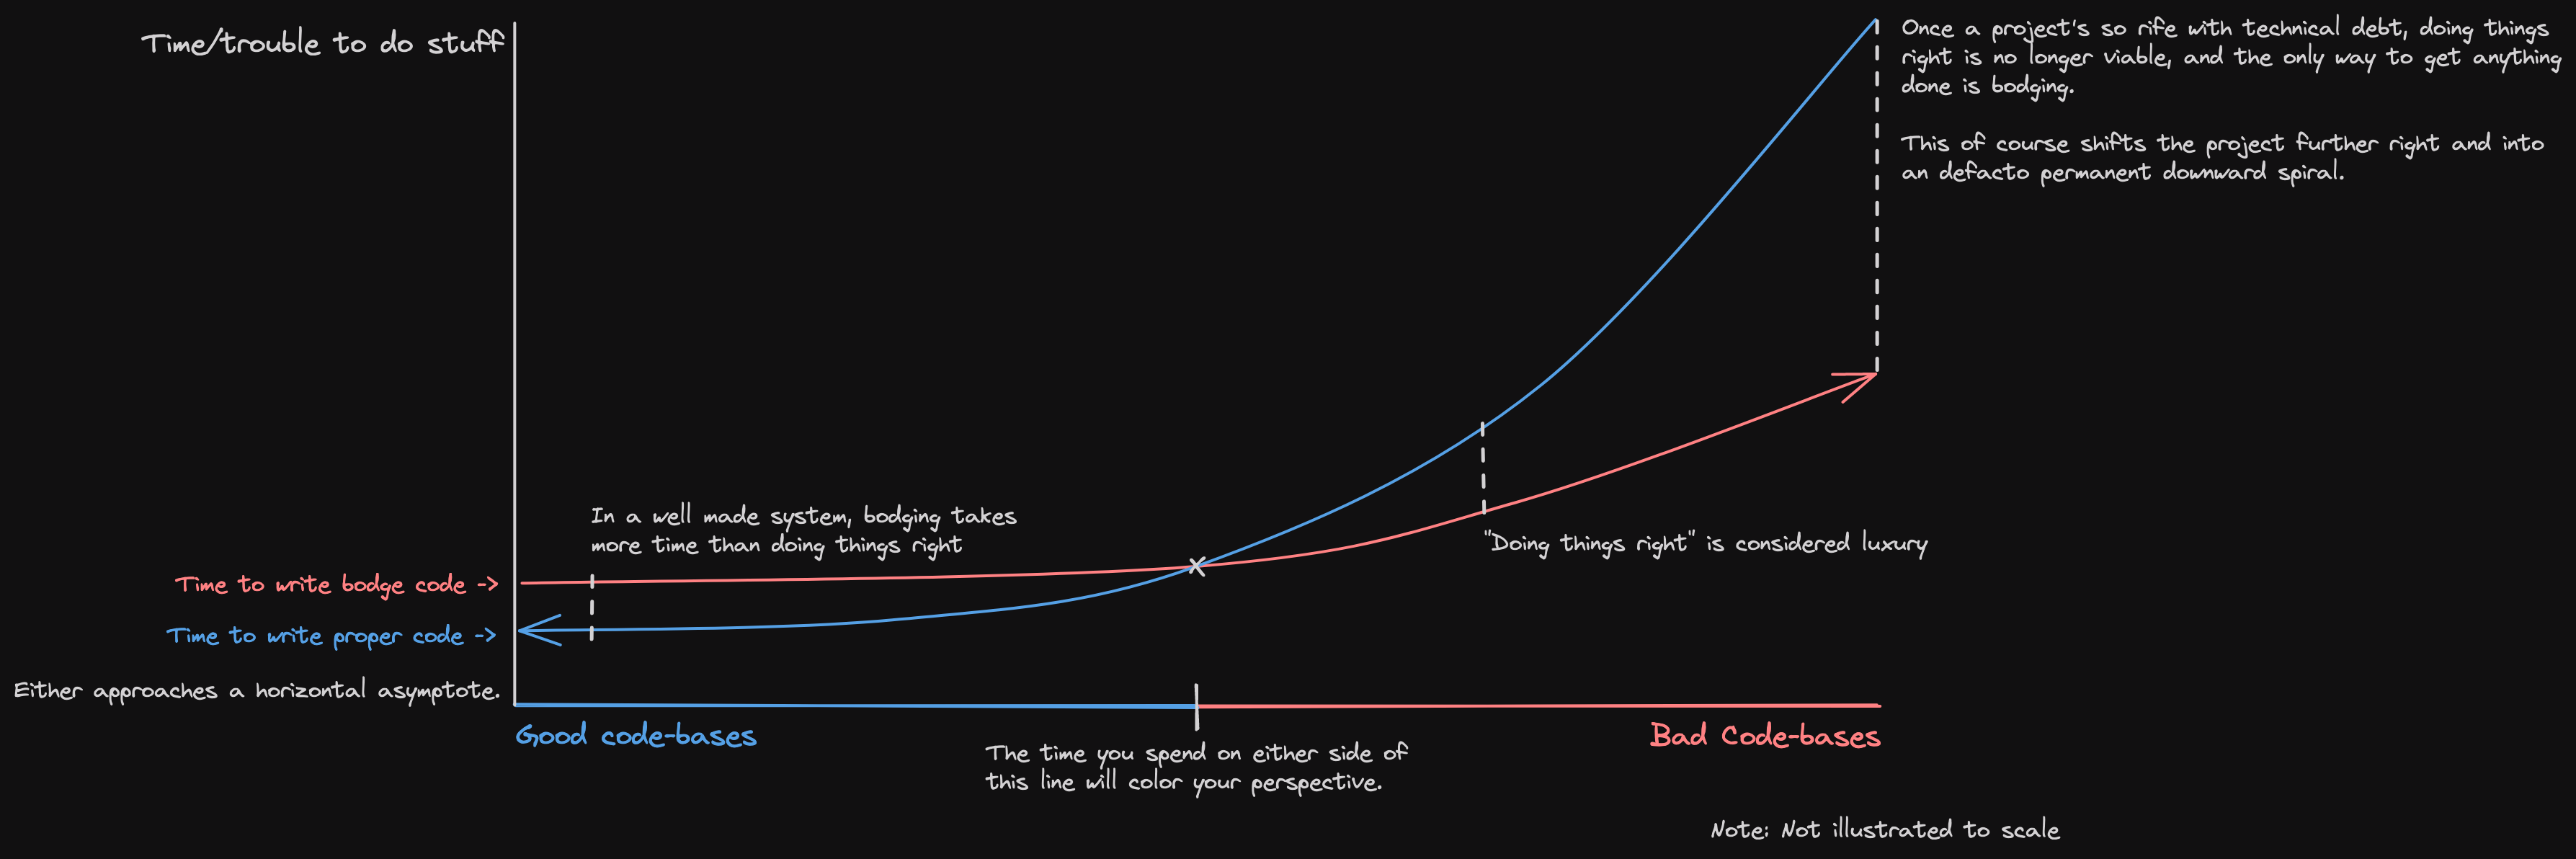 Time/trouble to do stuff
Once a project's so rife with technical debt, doing things
right is no longer viable, and the only way to get anything
done is bodging.
This of course shifts the project further right and into
an defacto permanent downward spiral.
In a well made system, bodging takes
more time than doing things right
"Doing things right" is considered luxury
Time to write bodge code ->
Time to write proper code ->
Either approaches a horizontal asymptote.
Good code-bases
Bad Code-bases
The time you spend on either side of
this line will color your perspective.
Note: Not illustrated to scale